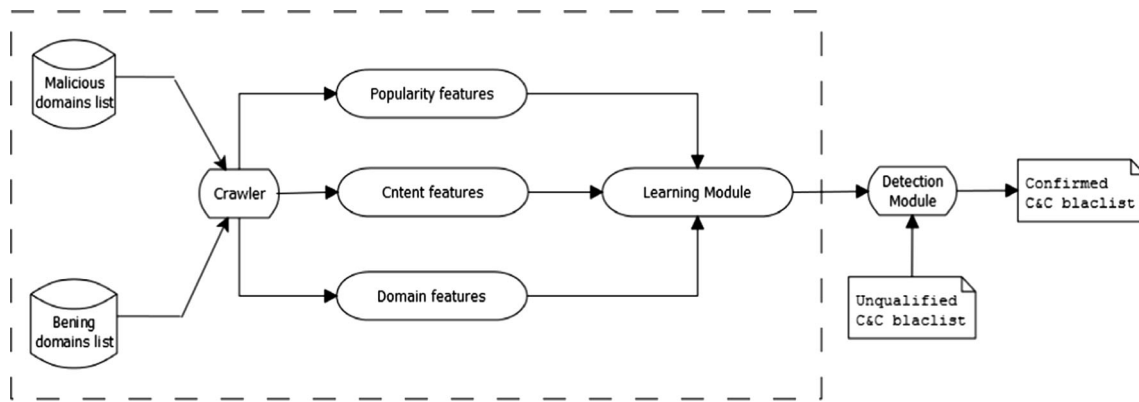 Malicious
domains list
Popularity features
Crawler
Cntent features
Learning Module
Detection
Module
Confirmed
C&C blaclist
Bening
domains list
Domain features
Unqualified
C&C blaclist